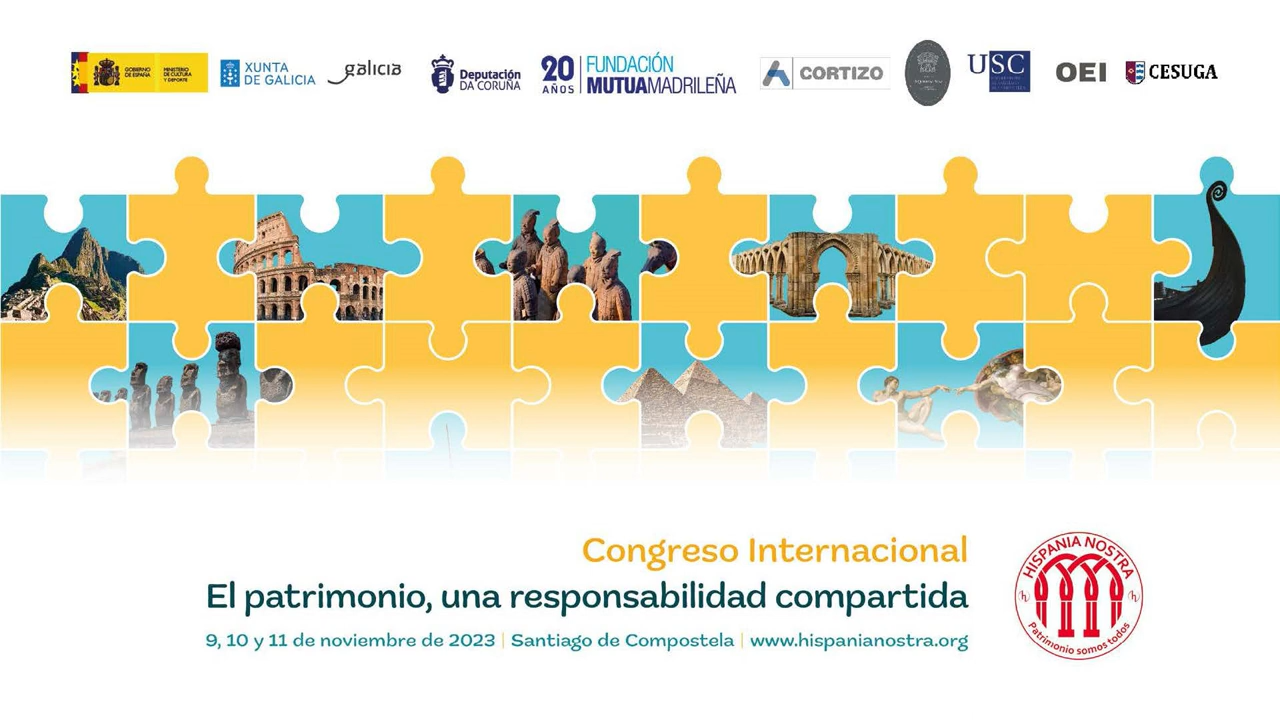 GOBIERNO
DE ESPAÑA
MINISTERIO
DE CULTURA
Y DEPORTE
XUNTA
DE GALICIA
galicia
Deputación
DA CORUÑA
20
AÑOS
FUNDACIÓN
MUTUAMADRILEÑA
CORTIZO
USC
OEI
CESUGA
Congreso Internacional
El patrimonio, una responsabilidad compartida
9, 10 y 11 de noviembre de 2023 | Santiago de Compostela | www.hispanianostra.org
HISPANIA NOSTRA
h h
Patrimonio somos todos